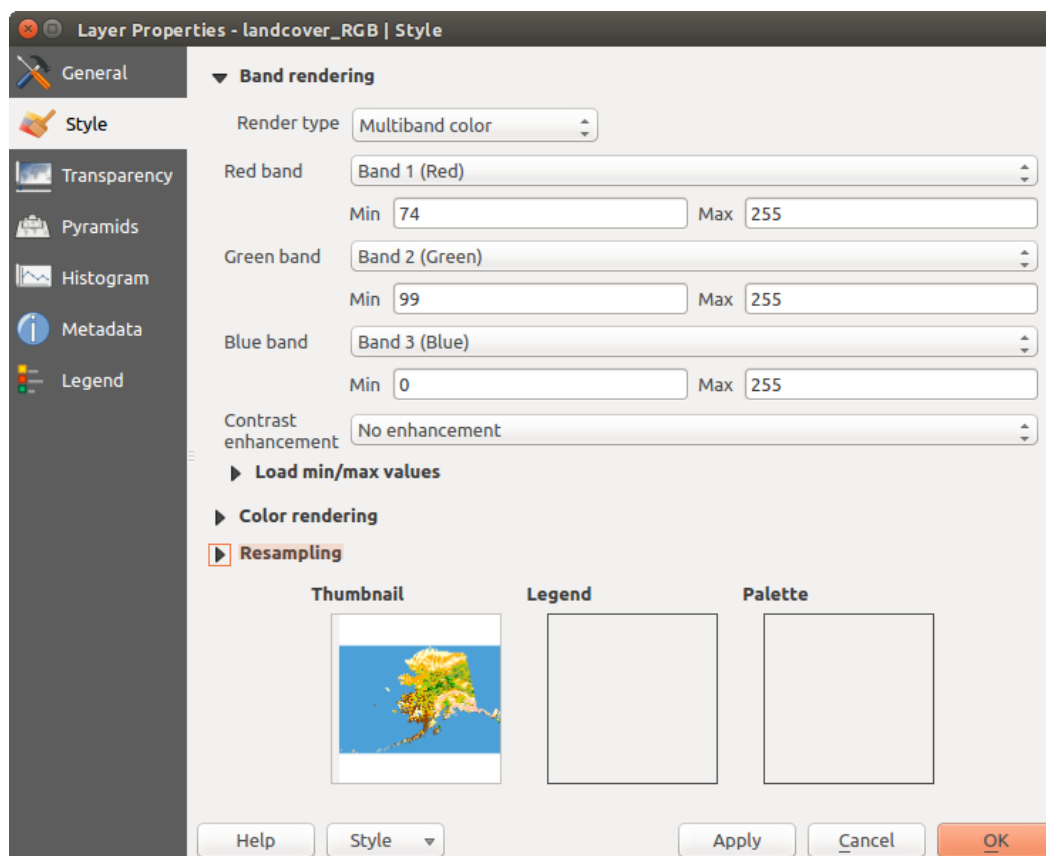 Layer Properties - landcover_RGB | Style
General
Style
Transparency
Pyramids
Histogram
Metadata
Legend
Band rendering
Render type Multiband color
Red band Band 1 (Red)
Min 74 Max 255
Green band Band 2 (Green)
Min 99 Max 255
Blue band Band 3 (Blue)
Min 0 Max 255
Contrast
enhancement No enhancement
Load min/max values
Color rendering
Resampling
Thumbnail Legend Palette
Help Style Apply Cancel OK